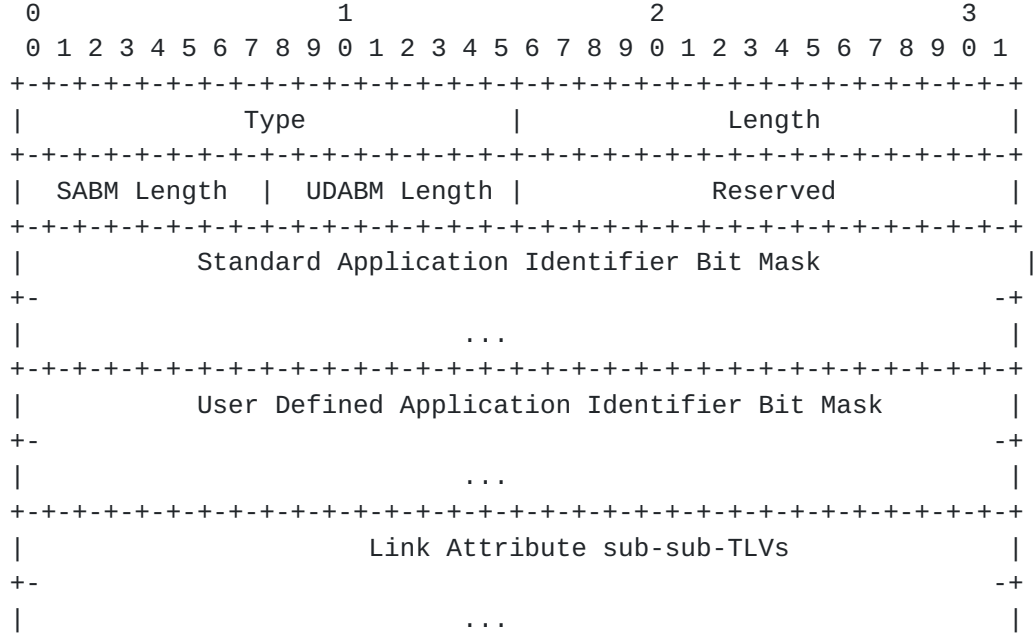 0                   1                   2                   3
 0 1 2 3 4 5 6 7 8 9 0 1 2 3 4 5 6 7 8 9 0 1 2 3 4 5 6 7 8 9 0 1
+-+-+-+-+-+-+-+-+-+-+-+-+-+-+-+-+-+-+-+-+-+-+-+-+-+-+-+-+-+-+-+-+
|              Type             |             Length            |
+-+-+-+-+-+-+-+-+-+-+-+-+-+-+-+-+-+-+-+-+-+-+-+-+-+-+-+-+-+-+-+-+
|  SABM Length  |  UDABM Length |            Reserved           |
+-+-+-+-+-+-+-+-+-+-+-+-+-+-+-+-+-+-+-+-+-+-+-+-+-+-+-+-+-+-+-+-+
|           Standard Application Identifier Bit Mask             |
+-                                                             -+
|                            ...                                |
+-+-+-+-+-+-+-+-+-+-+-+-+-+-+-+-+-+-+-+-+-+-+-+-+-+-+-+-+-+-+-+-+
|           User Defined Application Identifier Bit Mask        |
+-                                                             -+
|                            ...                                |
+-+-+-+-+-+-+-+-+-+-+-+-+-+-+-+-+-+-+-+-+-+-+-+-+-+-+-+-+-+-+-+-+
|                      Link Attribute sub-sub-TLVs              |
+-                                                             -+
|                            ...                                |